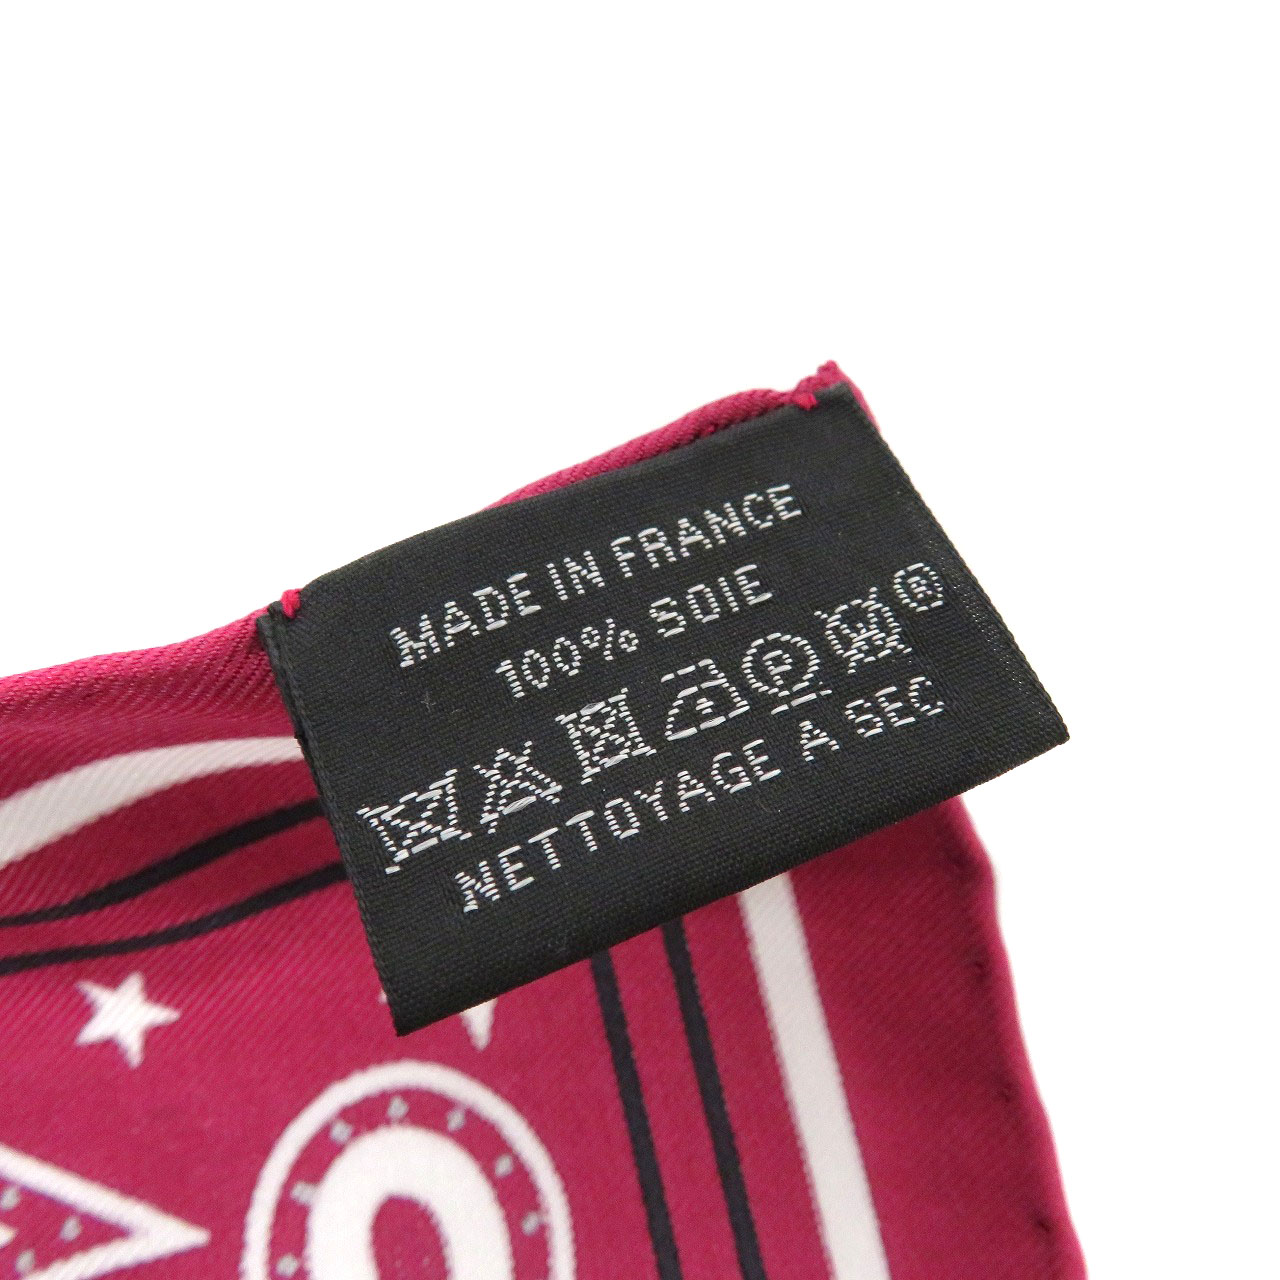 MADE IN FRANCE
100% SOIE
P W ®
NETTOYAGE A SEC